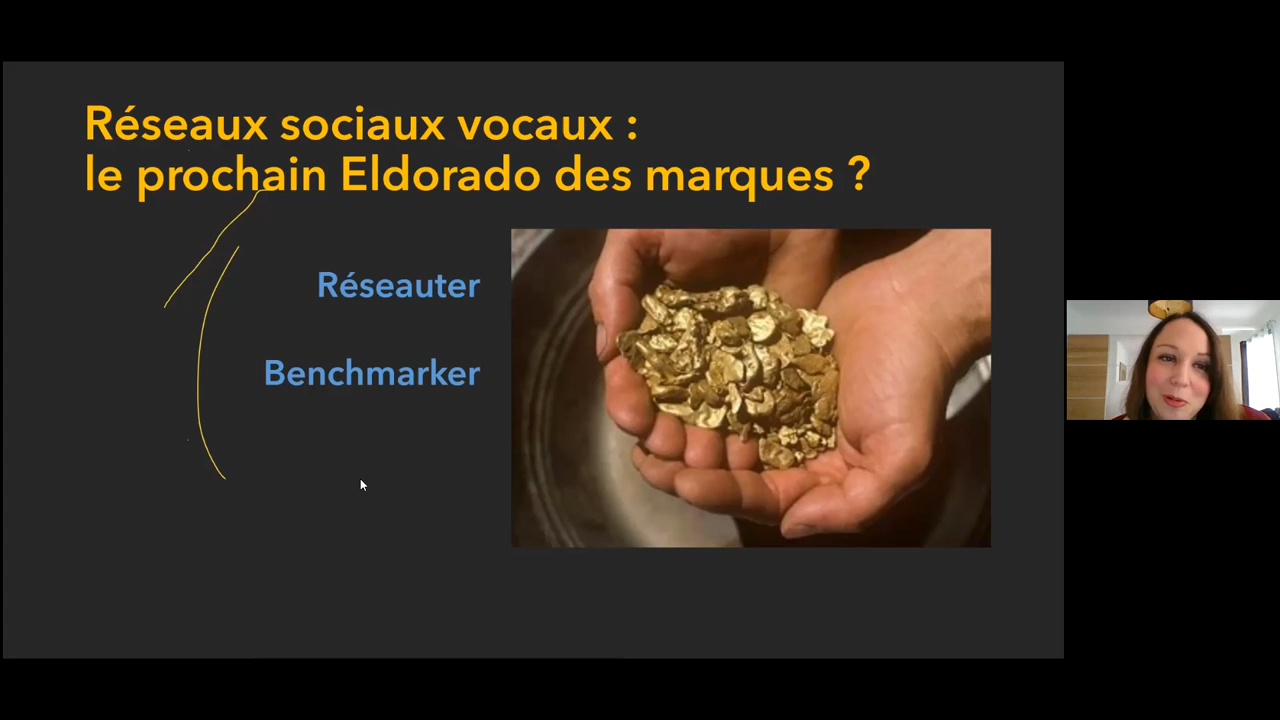 Réseaux sociaux vocaux :
le prochain Eldorado des marques ?
Réseauter
Benchmarker